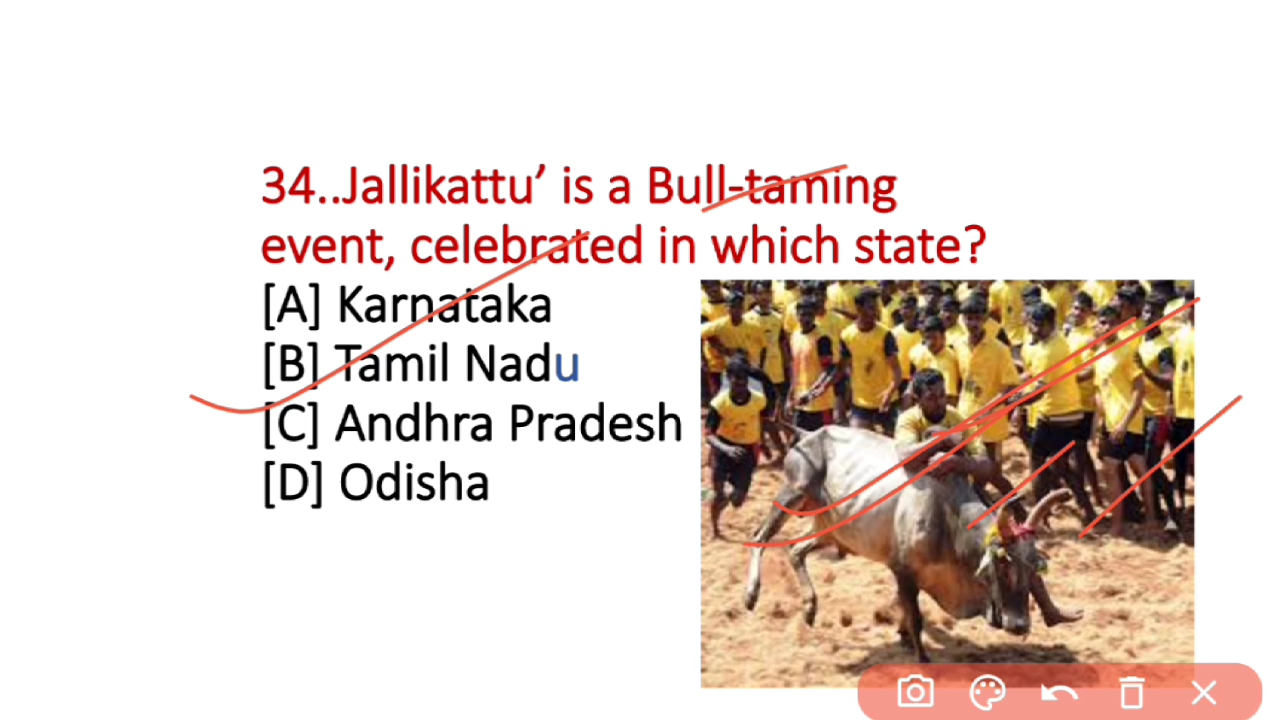 34..Jallikattu’ is a Bull-taming
event, celebrated in which state?
[A] Karnataka
[B] Tamil Nadu
[C] Andhra Pradesh
[D] Odisha